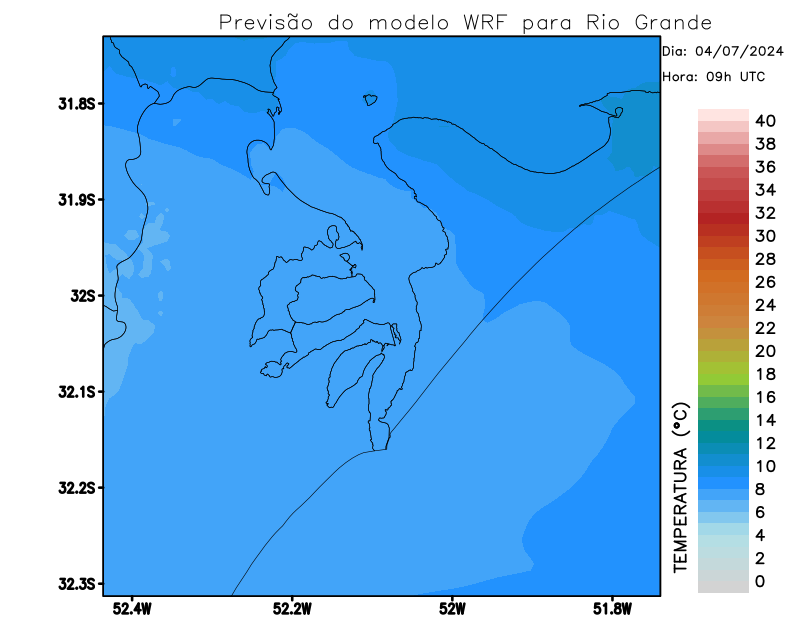 Previsão do modelo WRF para Rio Grande
Dia: 04/07/2024
Hora: 09h UTC
31.8S
31.9S
32S
32.1S
32.2S
32.3S
52.4W
52.2W
52W
51.8W
TEMPERATURA (°C)
40
38
36
34
32
30
28
26
24
22
20
18
16
14
12
10
8
6
4
2
0